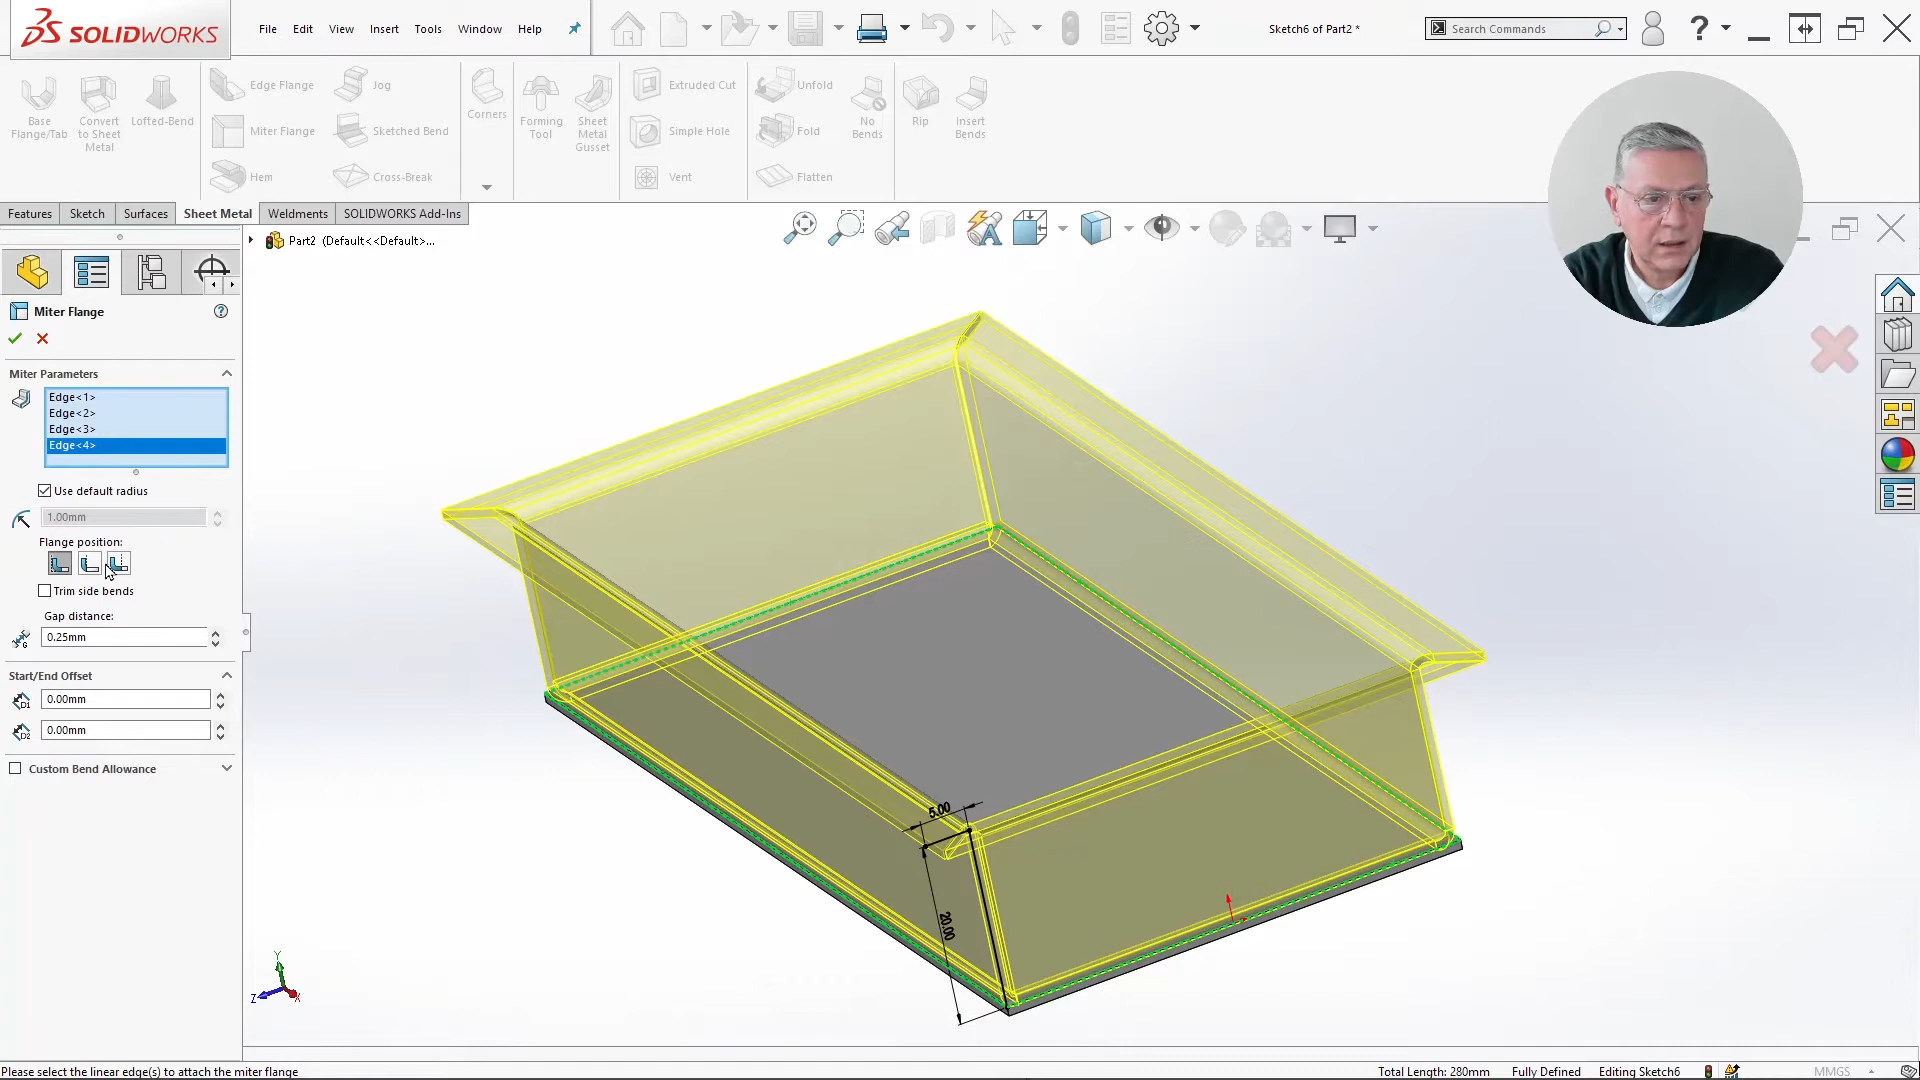 SOLIDWORKS
File Edit View Insert Tools Window Help
Sketch6 of Part2 *
Search Commands
?
Base Flange/Tab
Convert to Sheet Metal
Lofted-Bend
Edge Flange
Miter Flange
Hem
Jog
Sketched Bend
Cross-Break
Corners
Forming Tool
Sheet Metal Gusset
Extruded Cut
Simple Hole
Vent
Unfold
Fold
Flatten
No Bends
Rip
Insert Bends
Features Sketch Surfaces Sheet Metal Weldments SOLIDWORKS Add-Ins
Part2 (Default<<Default>...
Miter Flange
?
Miter Parameters
Edge<1>
Edge<2>
Edge<3>
Edge<4>
Use default radius
1.00mm
Flange position:
Trim side bends
Gap distance:
0.25mm
Start/End Offset
0.00mm
0.00mm
Custom Bend Allowance
5.00
20.00
Y
Z X
Please select the linear edge(s) to attach the miter flange
Total Length: 280mm Fully Defined Editing Sketch6 MMGS